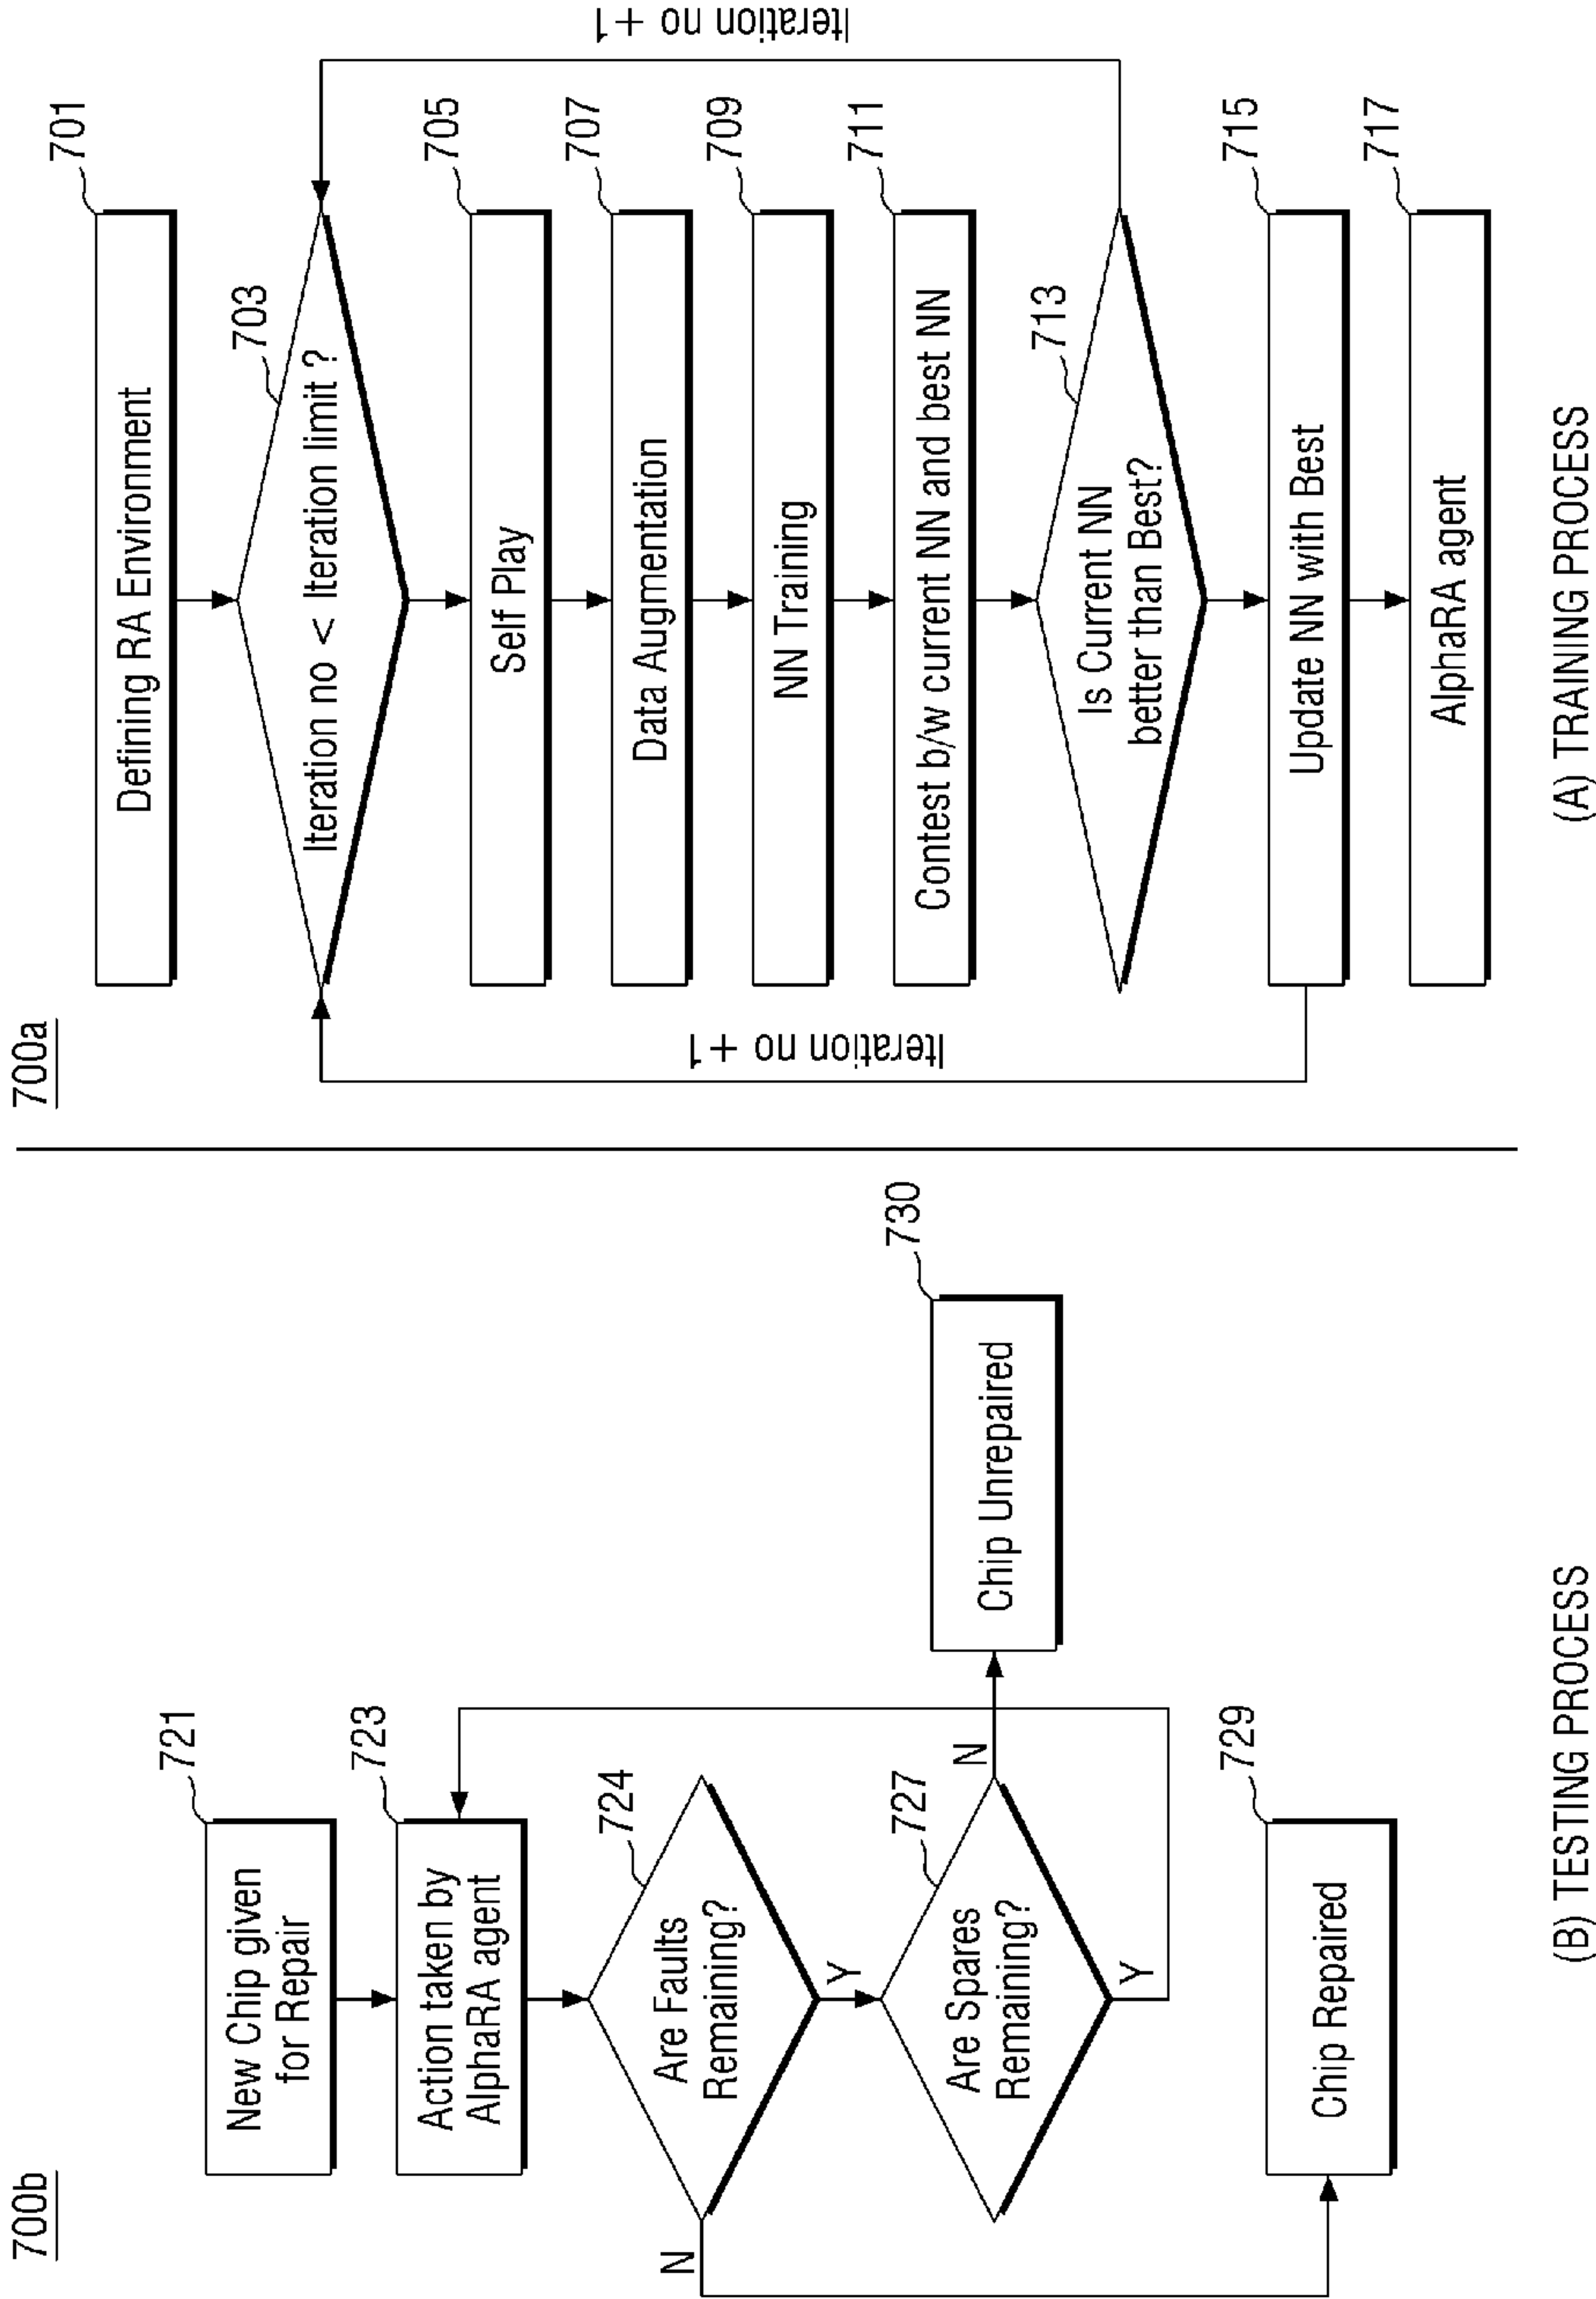 700a
701
Defining RA Environment
703
Iteration no < Iteration limit ?
705
Self Play
707
Data Augmentation
709
NN Training
711
Contest b/w current NN and best NN
713
Is Current NN
better than Best?
715
Update NN with Best
717
AlphaRA agent
Iteration no +1
Iteration no +1
(A) TRAINING PROCESS
700b
721
New Chip given
for Repair
723
Action taken by
AlphaRA agent
724
Are Faults
Remaining?
N
Y
727
Are Spares
Remaining?
N
Y
730
Chip Unrepaired
729
Chip Repaired
(B) TESTING PROCESS